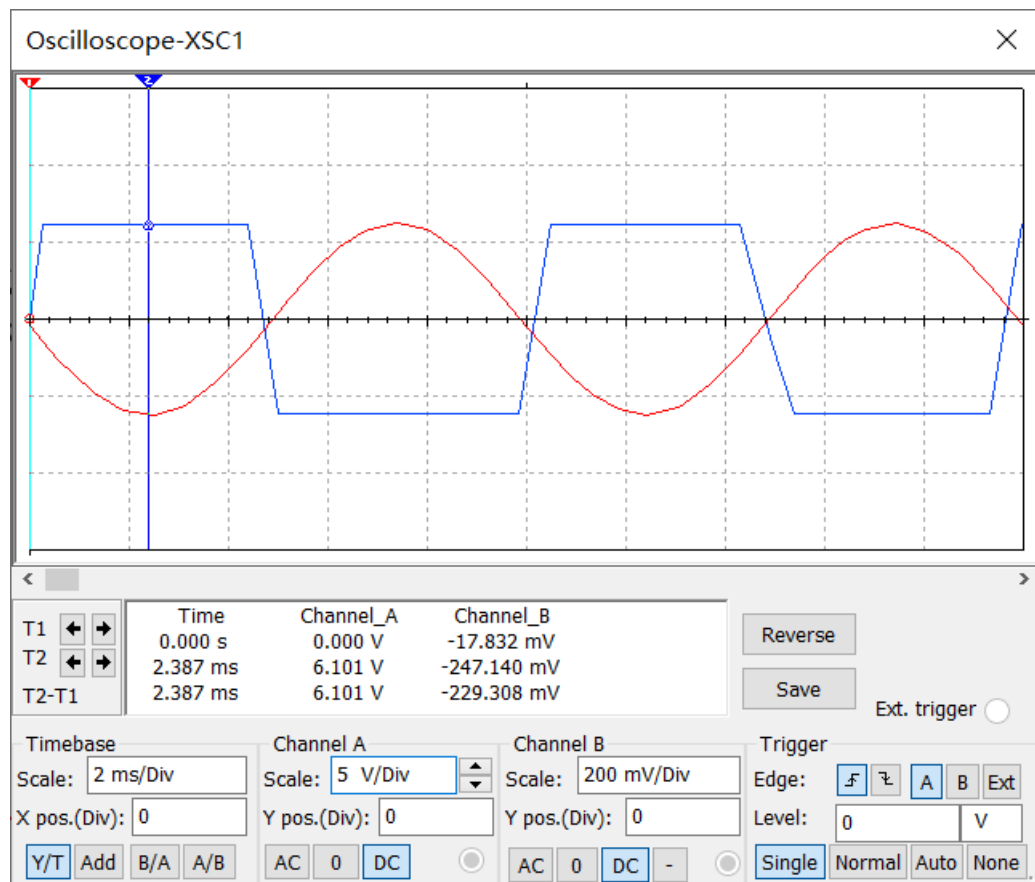 Oscilloscope-XSC1
1 2
Time Channel_A Channel_B
T1 0.000 s 0.000 V -17.832 mV
T2 2.387 ms 6.101 V -247.140 mV
T2-T1 2.387 ms 6.101 V -229.308 mV
Reverse
Save
Ext. trigger
Timebase
Scale: 2 ms/Div
X pos.(Div): 0
Y/T Add B/A A/B
Channel A
Scale: 5 V/Div
Y pos.(Div): 0
AC 0 DC
Channel B
Scale: 200 mV/Div
Y pos.(Div): 0
AC 0 DC -
Trigger
Edge: A B Ext
Level: 0 V
Single Normal Auto None